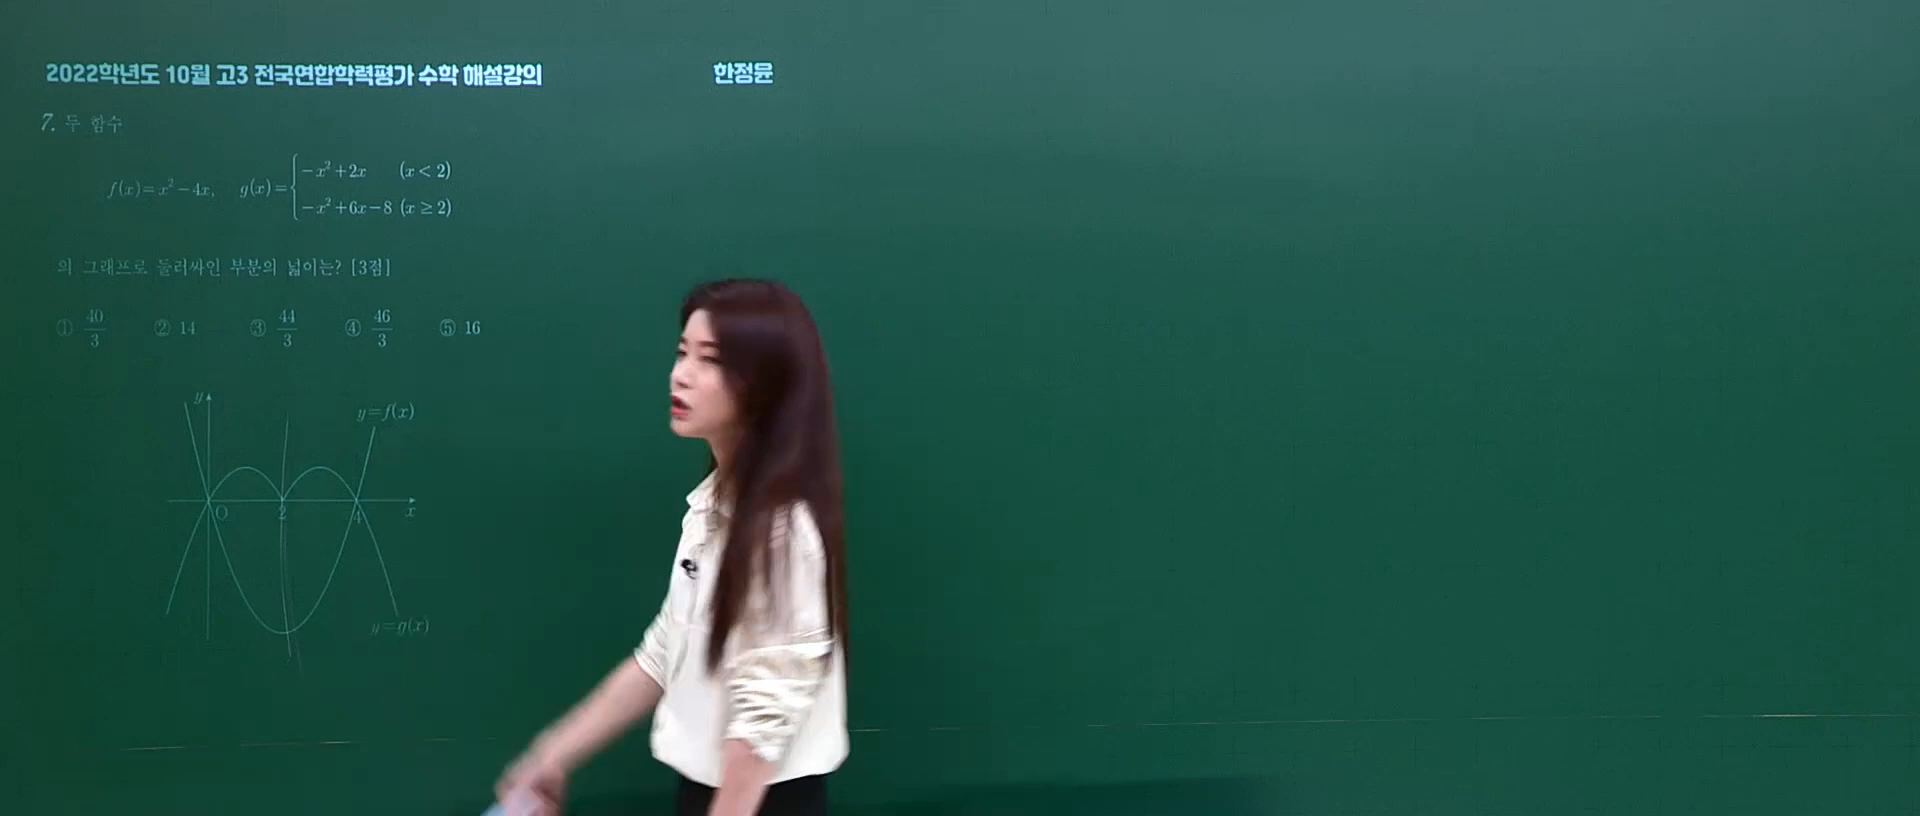 2022학년도 10월 고3 전국연합학력평가 수학 해설강의 한정윤
7. 두 함수
f(x)=x²-4x, g(x)={-x²+2x (x<2)
-x²+6x-8 (x≥2)
의 그래프로 둘러싸인 부분의 넓이는? [3점]
① 40/3 ② 14 ③ 44/3 ④ 46/3 ⑤ 16
y
y=f(x)
O 2 4 x
y=g(x)